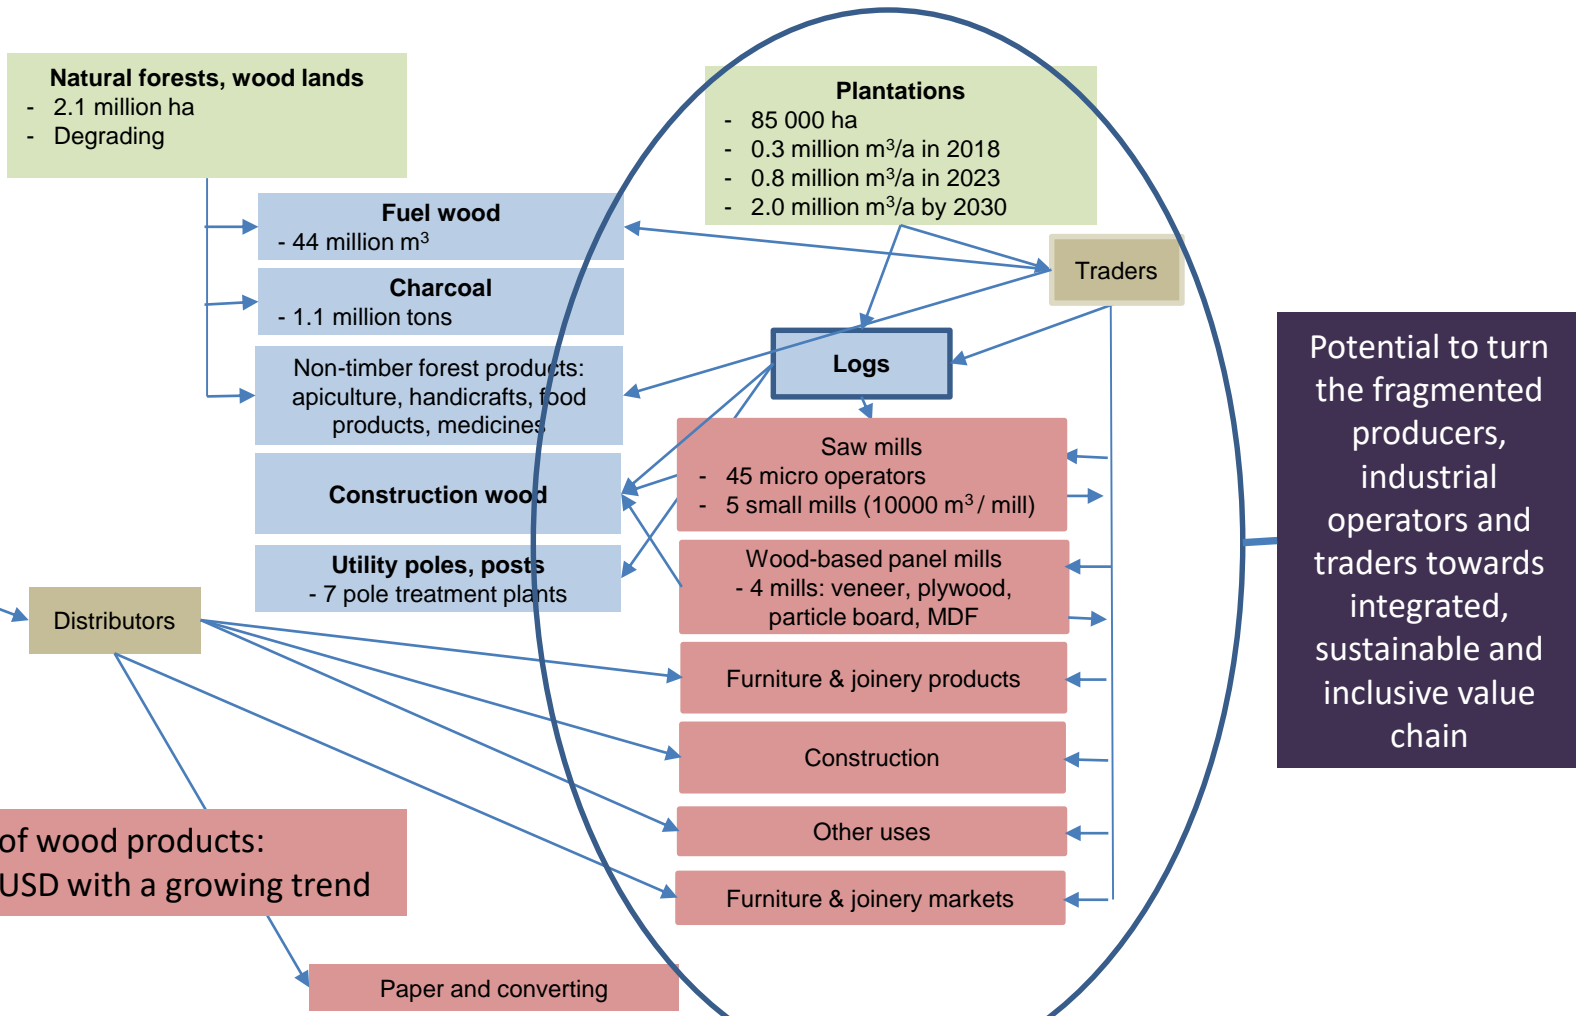 Natural forests, wood lands
- 2.1 million ha
- Degrading
Plantations
- 85 000 ha
- 0.3 million m³/a in 2018
- 0.8 million m³/a in 2023
- 2.0 million m³/a by 2030
Fuel wood
- 44 million m³
Traders
Charcoal
- 1.1 million tons
Non-timber forest products:
apiculture, handicrafts, food
products, medicines
Logs
Construction wood
Utility poles, posts
- 7 pole treatment plants
Saw mills
- 45 micro operators
- 5 small mills (10000 m³ / mill)
Wood-based panel mills
- 4 mills: veneer, plywood,
particle board, MDF
Distributors
Furniture & joinery products
Construction
Other uses
Furniture & joinery markets
of wood products:
USD with a growing trend
Paper and converting
Potential to turn
the fragmented
producers,
industrial
operators and
traders towards
integrated,
sustainable and
inclusive value
chain